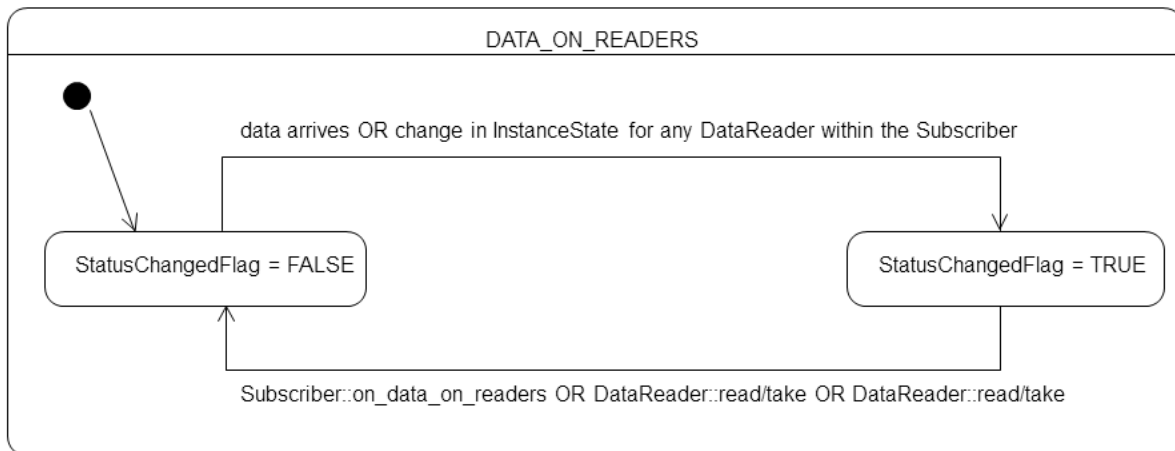 DATA_ON_READERS
data arrives OR change in InstanceState for any DataReader within the Subscriber
StatusChangedFlag = FALSE
StatusChangedFlag = TRUE
Subscriber::on_data_on_readers OR DataReader::read/take OR DataReader::read/take